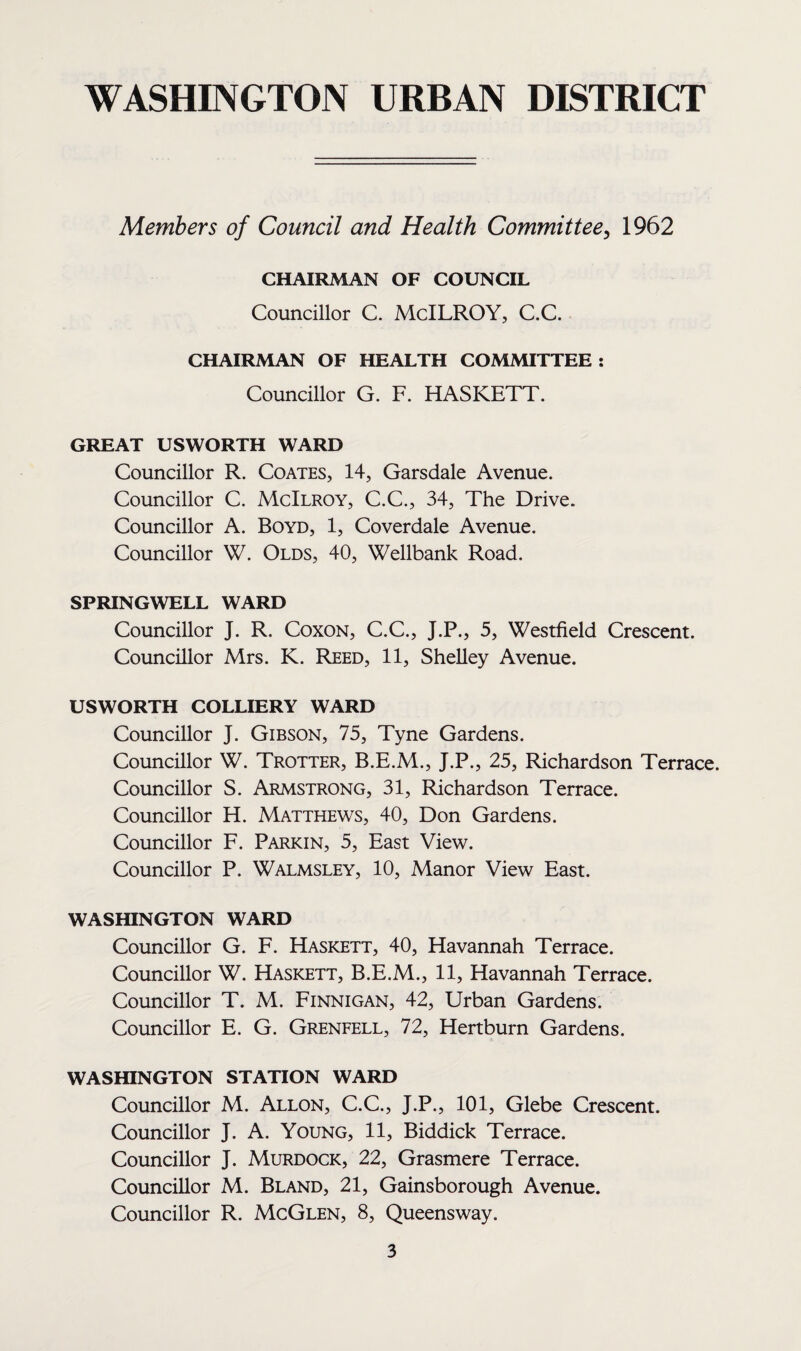 WASHINGTON URBAN DISTRICT
Members of Council and Health Committee, 1962
CHAIRMAN OF COUNCIL
Councillor C. McILROY, C.C.
CHAIRMAN OF HEALTH COMMITTEE :
Councillor G. F. HASKETT.
GREAT USWORTH WARD
Councillor R. COATES, 14, Garsdale Avenue.
Councillor C. MCILROY, C.C., 34, The Drive.
Councillor A. BOYD, 1, Coverdale Avenue.
Councillor W. OLDS, 40, Wellbank Road.
SPRINGWELL WARD
Councillor J. R. COXON, C.C., J.P., 5, Westfield Crescent.
Councillor Mrs. K. REED, 11, Shelley Avenue.
USWORTH COLLIERY WARD
Councillor J. GIBSON, 75, Tyne Gardens.
Councillor W. TROTTER, B.E.M., J.P., 25, Richardson Terrace.
Councillor S. ARMSTRONG, 31, Richardson Terrace.
Councillor H. MATTHEWS, 40, Don Gardens.
Councillor F. PARKIN, 5, East View.
Councillor P. WALMSLEY, 10, Manor View East.
WASHINGTON WARD
Councillor G. F. HASKETT, 40, Havannah Terrace.
Councillor W. HASKETT, B.E.M., 11, Havannah Terrace.
Councillor T. M. FINNIGAN, 42, Urban Gardens.
Councillor E. G. GRENFELL, 72, Hertburn Gardens.
WASHINGTON STATION WARD
Councillor M. ALLON, C.C., J.P., 101, Glebe Crescent.
Councillor J. A. YOUNG, 11, Biddick Terrace.
Councillor J. MURDOCK, 22, Grasmere Terrace.
Councillor M. BLAND, 21, Gainsborough Avenue.
Councillor R. MCGLEN, 8, Queensway.
3